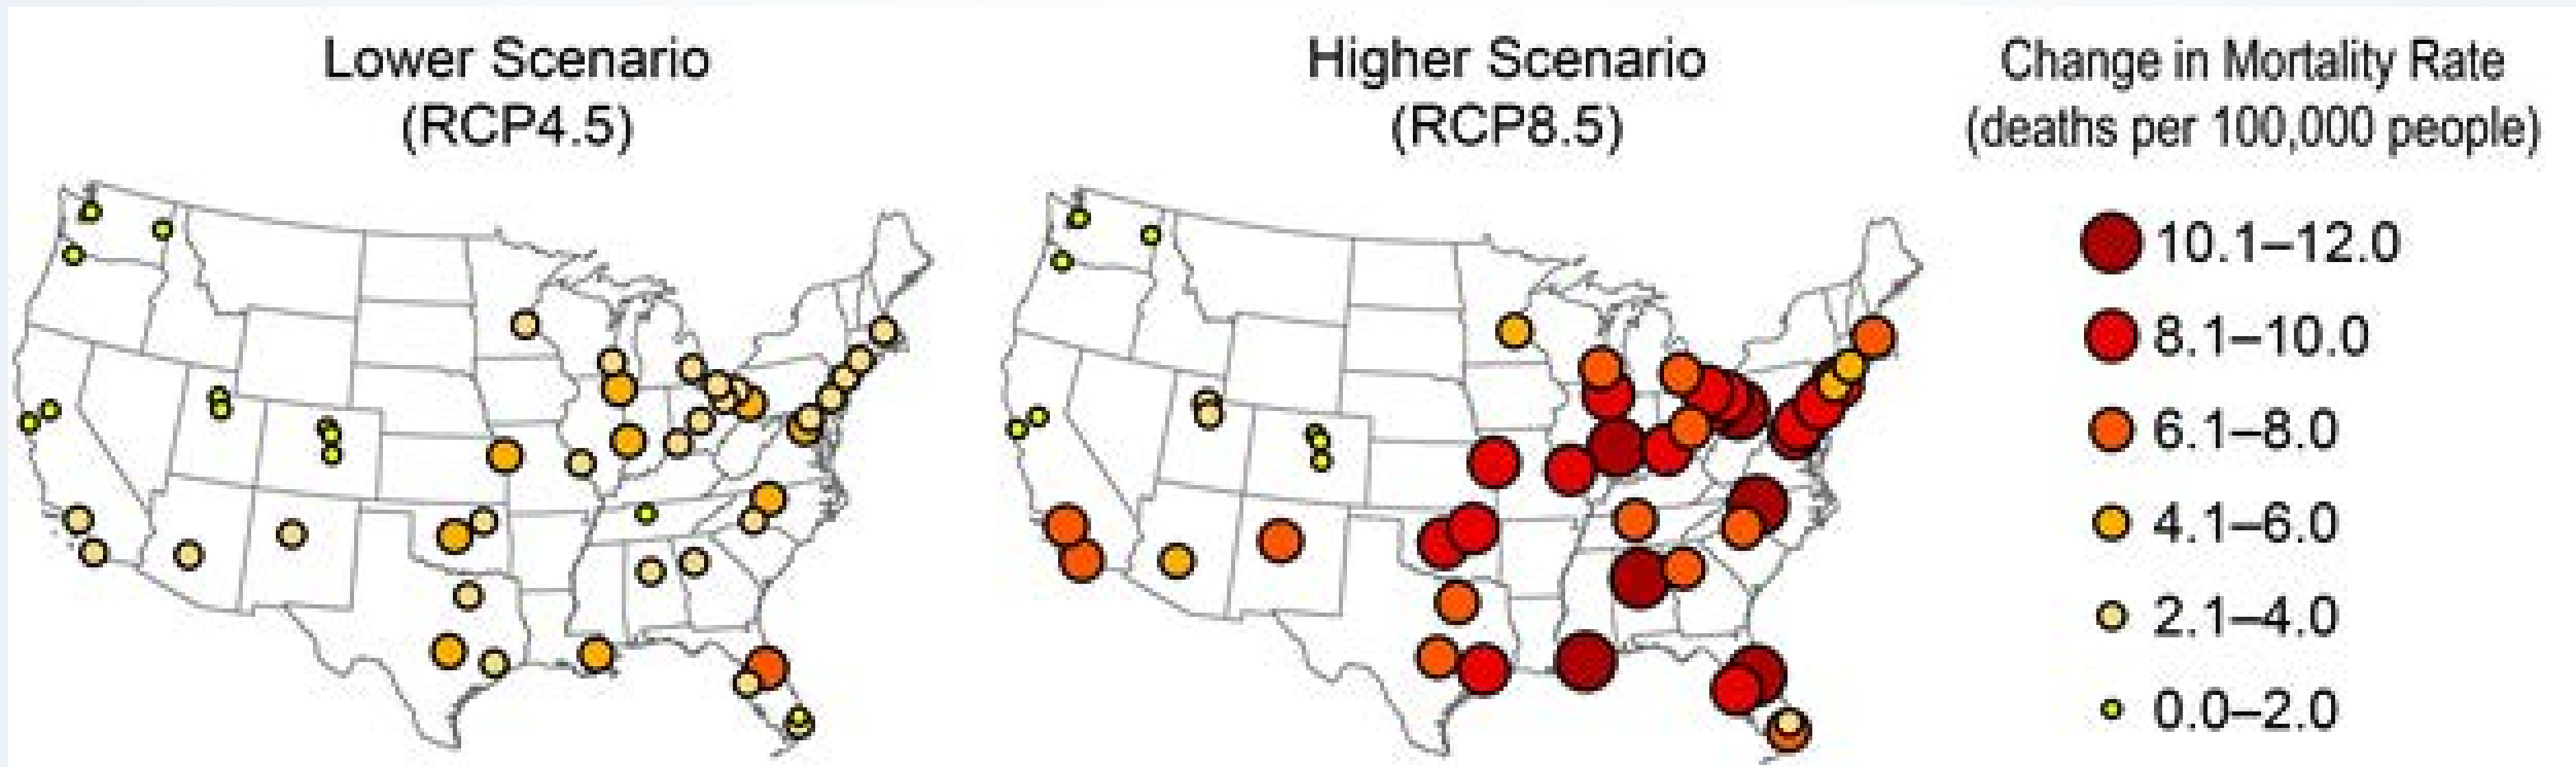 Lower Scenario
(RCP4.5)
Higher Scenario
(RCP8.5)
Change in Mortality Rate
(deaths per 100,000 people)
10.1–12.0
8.1–10.0
6.1–8.0
4.1–6.0
2.1–4.0
0.0–2.0